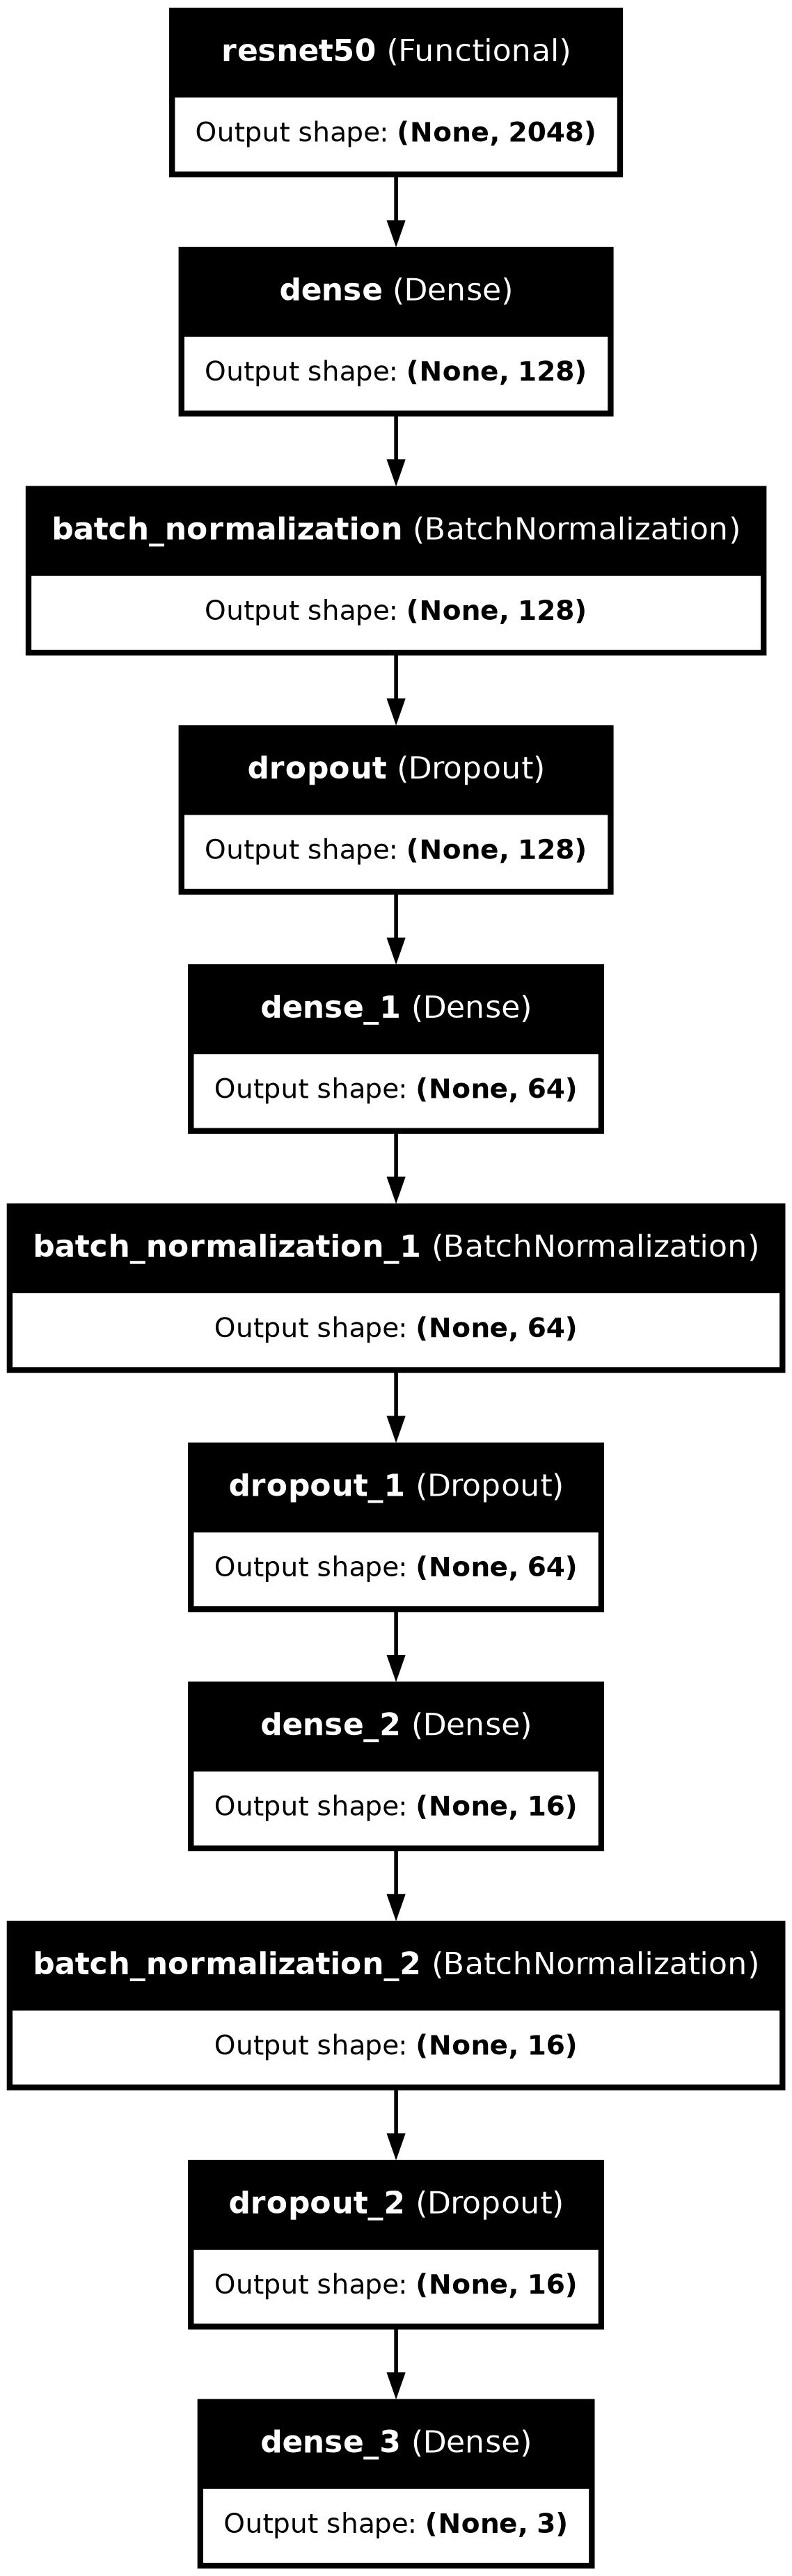 resnet50 (Functional)
Output shape: (None, 2048)
dense (Dense)
Output shape: (None, 128)
batch_normalization (BatchNormalization)
Output shape: (None, 128)
dropout (Dropout)
Output shape: (None, 128)
dense_1 (Dense)
Output shape: (None, 64)
batch_normalization_1 (BatchNormalization)
Output shape: (None, 64)
dropout_1 (Dropout)
Output shape: (None, 64)
dense_2 (Dense)
Output shape: (None, 16)
batch_normalization_2 (BatchNormalization)
Output shape: (None, 16)
dropout_2 (Dropout)
Output shape: (None, 16)
dense_3 (Dense)
Output shape: (None, 3)